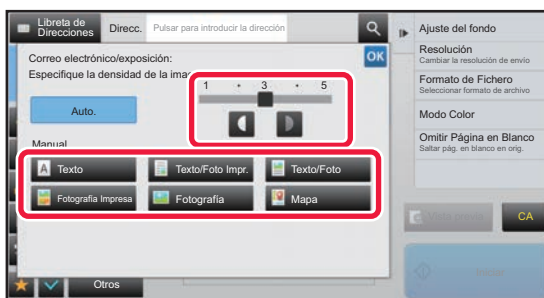 Libreta de
Direcciones
Direcc.
Pulsar para introducir la dirección
Correo electrónico/exposición:
Especifique la densidad de la ima
OK
1 • 3 • 5
Auto.
Manual
A Texto
Texto/Foto Impr.
Texto/Foto
Fotografía Impresa
Fotografía
Mapa
Otros
Ajuste del fondo
Resolución
Cambiar la resolución de envío
Formato de Fichero
Seleccionar formato de archivo
Modo Color
Omitir Página en Blanco
Saltar pág. en blanco en orig.
CA